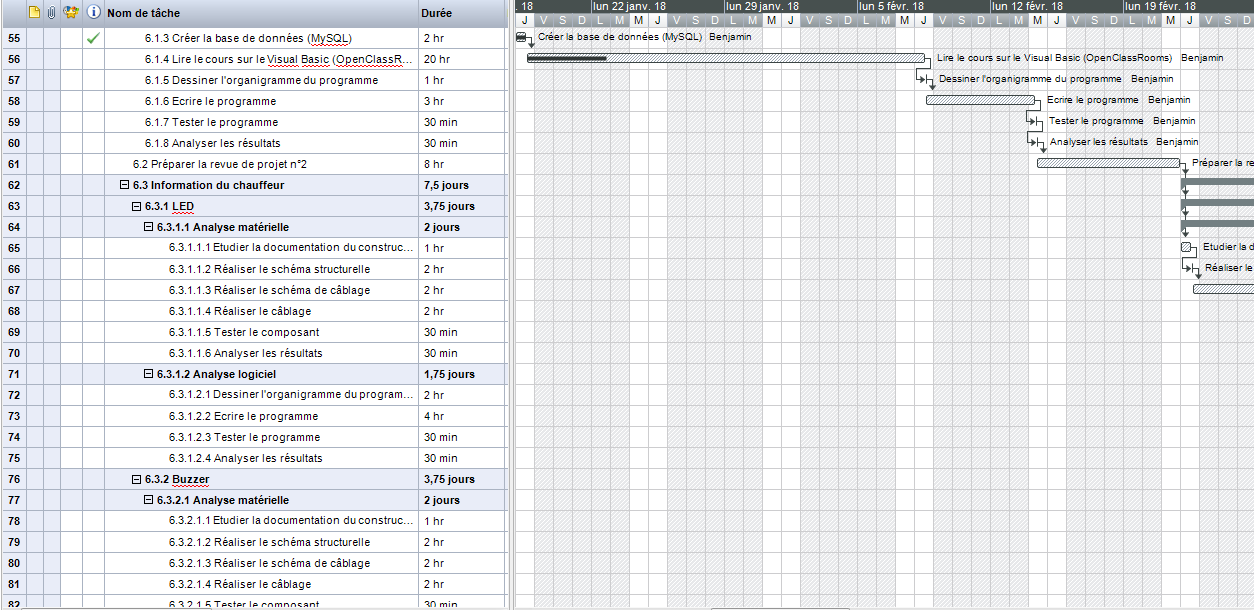 Nom de tâche Durée 18 lun 22 janv. 18 lun 29 janv. 18 lun 5 févr. 18 lun 12 févr. 18 lun 19 févr. 18
J V S D L M M J V S D L M M J V S D L M M J V S D L M M J V S D L M M J V S D
55 6.1.3 Créer la base de données (MySQL) 2 hr Créer la base de données (MySQL) Benjamin
56 6.1.4 Lire le cours sur le Visual Basic (OpenClassR... 20 hr Lire le cours sur le Visual Basic (OpenClassRooms) Benjamin
57 6.1.5 Dessiner l'organigramme du programme 1 hr Dessiner l'organigramme du programme Benjamin
58 6.1.6 Ecrire le programme 3 hr Ecrire le programme Benjamin
59 6.1.7 Tester le programme 30 min Tester le programme Benjamin
60 6.1.8 Analyser les résultats 30 min Analyser les résultats Benjamin
61 6.2 Préparer la revue de projet n°2 8 hr Préparer la re
62 6.3 Information du chauffeur 7,5 jours
63 6.3.1 LED 3,75 jours
64 6.3.1.1 Analyse matérielle 2 jours
65 6.3.1.1.1 Etudier la documentation du construc... 1 hr Etudier la d
66 6.3.1.1.2 Réaliser le schéma structurelle 2 hr Réaliser le
67 6.3.1.1.3 Réaliser le schéma de câblage 2 hr
68 6.3.1.1.4 Réaliser le câblage 2 hr
69 6.3.1.1.5 Tester le composant 30 min
70 6.3.1.1.6 Analyser les résultats 30 min
71 6.3.1.2 Analyse logiciel 1,75 jours
72 6.3.1.2.1 Dessiner l'organigramme du program... 2 hr
73 6.3.1.2.2 Ecrire le programme 4 hr
74 6.3.1.2.3 Tester le programme 30 min
75 6.3.1.2.4 Analyser les résultats 30 min
76 6.3.2 Buzzer 3,75 jours
77 6.3.2.1 Analyse matérielle 2 jours
78 6.3.2.1.1 Etudier la documentation du construc... 1 hr
79 6.3.2.1.2 Réaliser le schéma structurelle 2 hr
80 6.3.2.1.3 Réaliser le schéma de câblage 2 hr
81 6.3.2.1.4 Réaliser le câblage 2 hr
82 6.3.2.1.5 Tester le composant 30 min